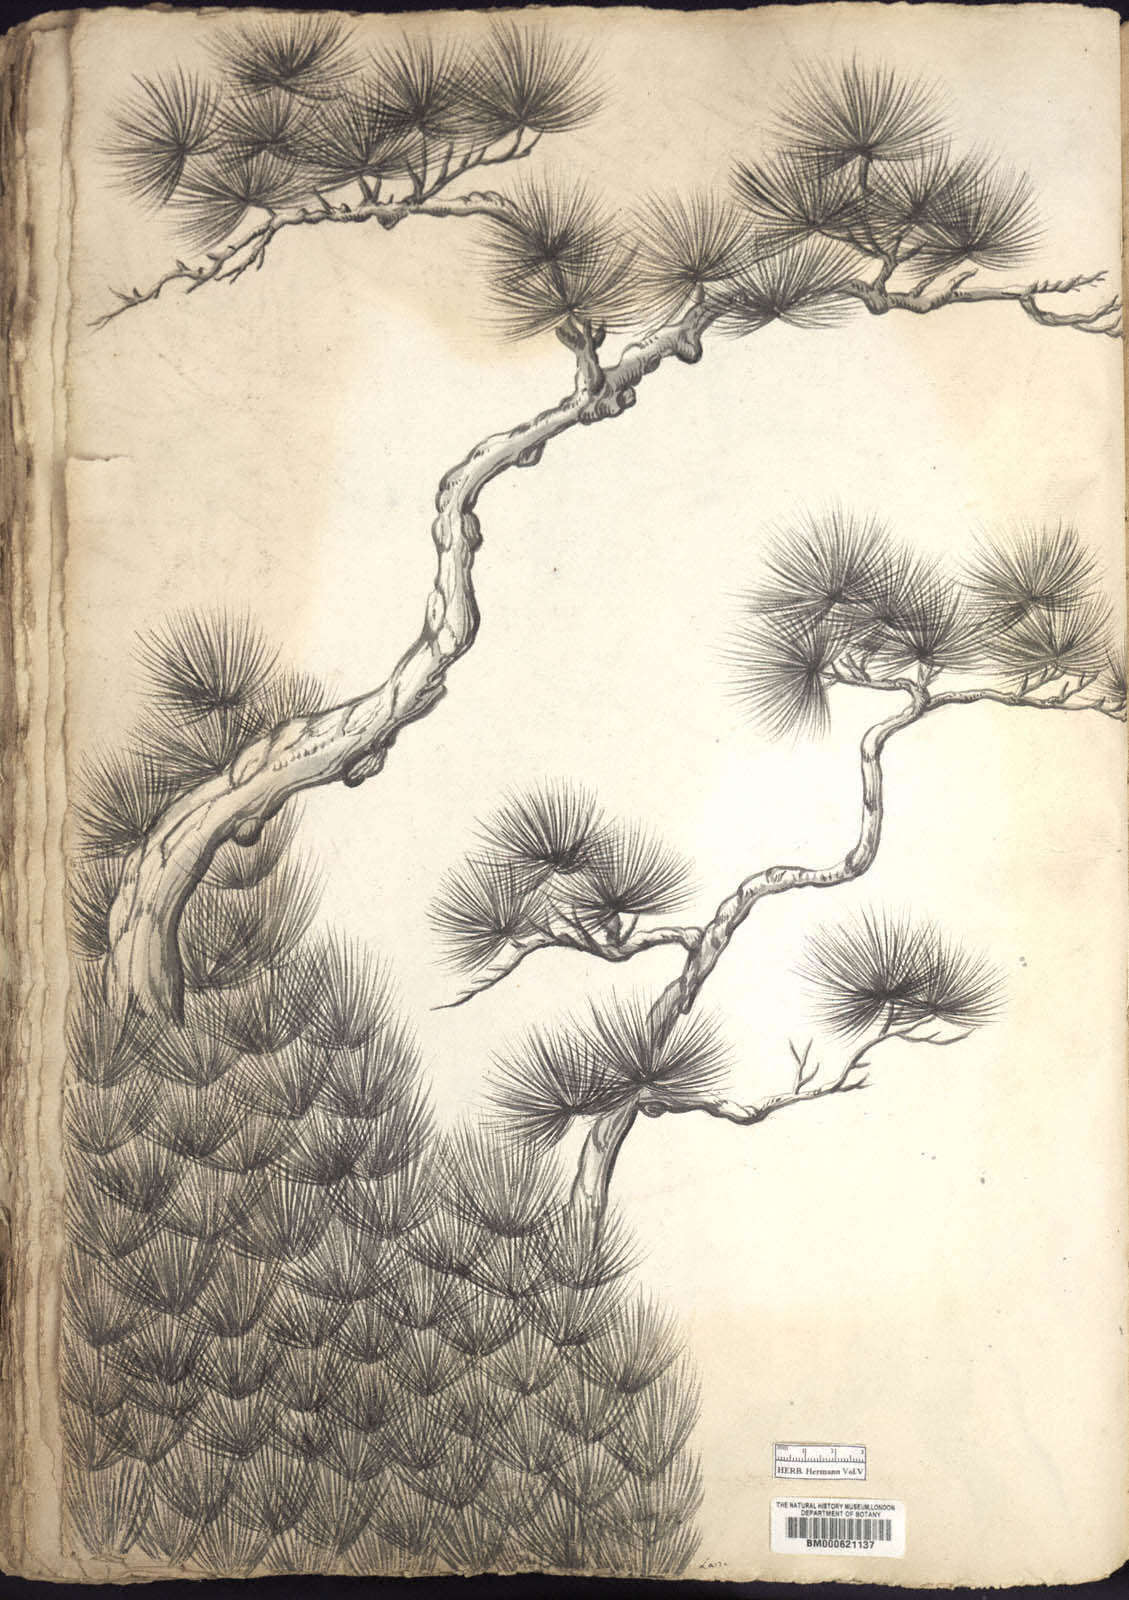 HERB. Hermann Vol.V
THE NATURAL HISTORY MUSEUM, LONDON
DEPARTMENT OF BOTANY
BM000621137